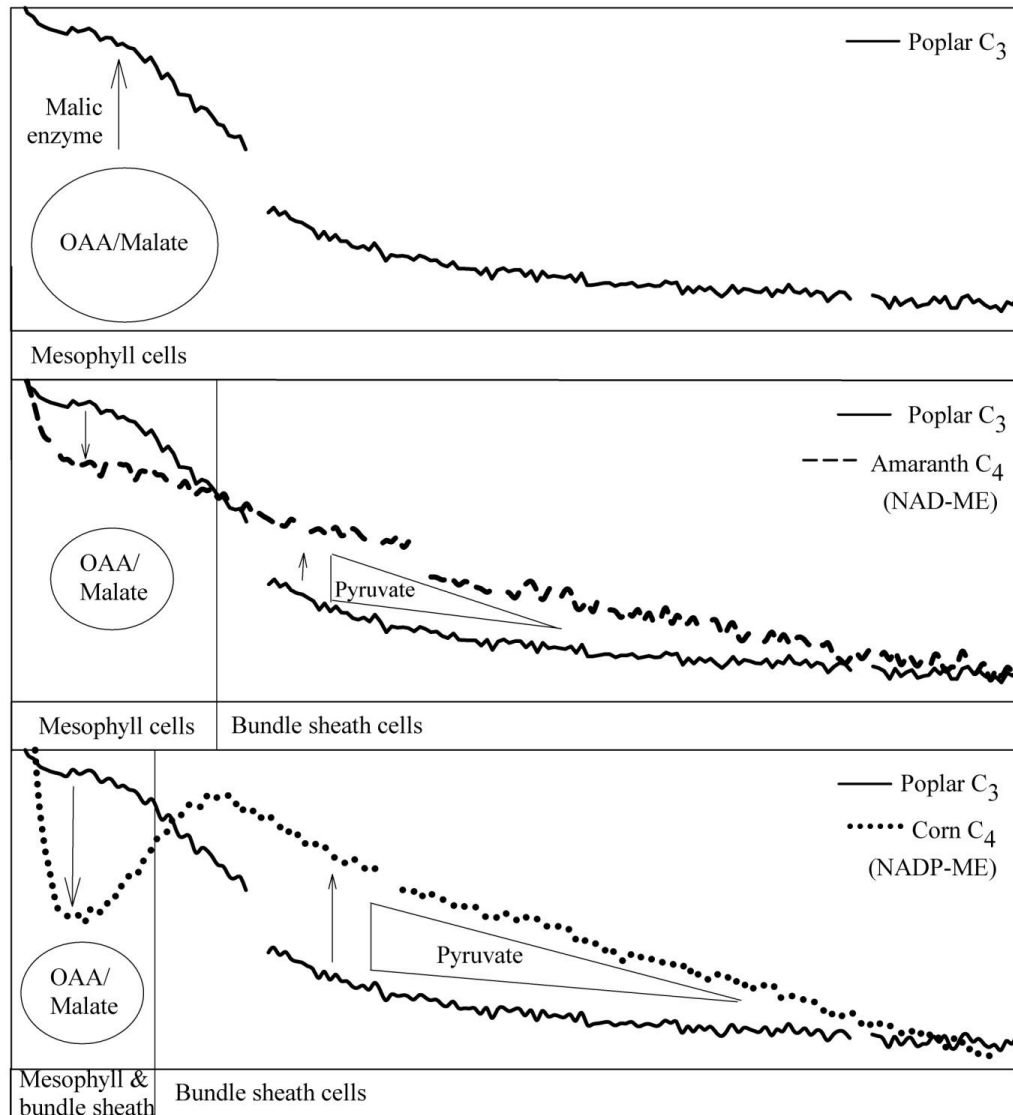 Poplar C3
Malic
enzyme
OAA/Malate
Mesophyll cells
Poplar C3
Amaranth C4
(NAD-ME)
OAA/
Malate
Pyruvate
Mesophyll cells
Bundle sheath cells
Poplar C3
Corn C4
(NADP-ME)
Pyruvate
OAA/
Malate
Mesophyll &
bundle sheath
Bundle sheath cells